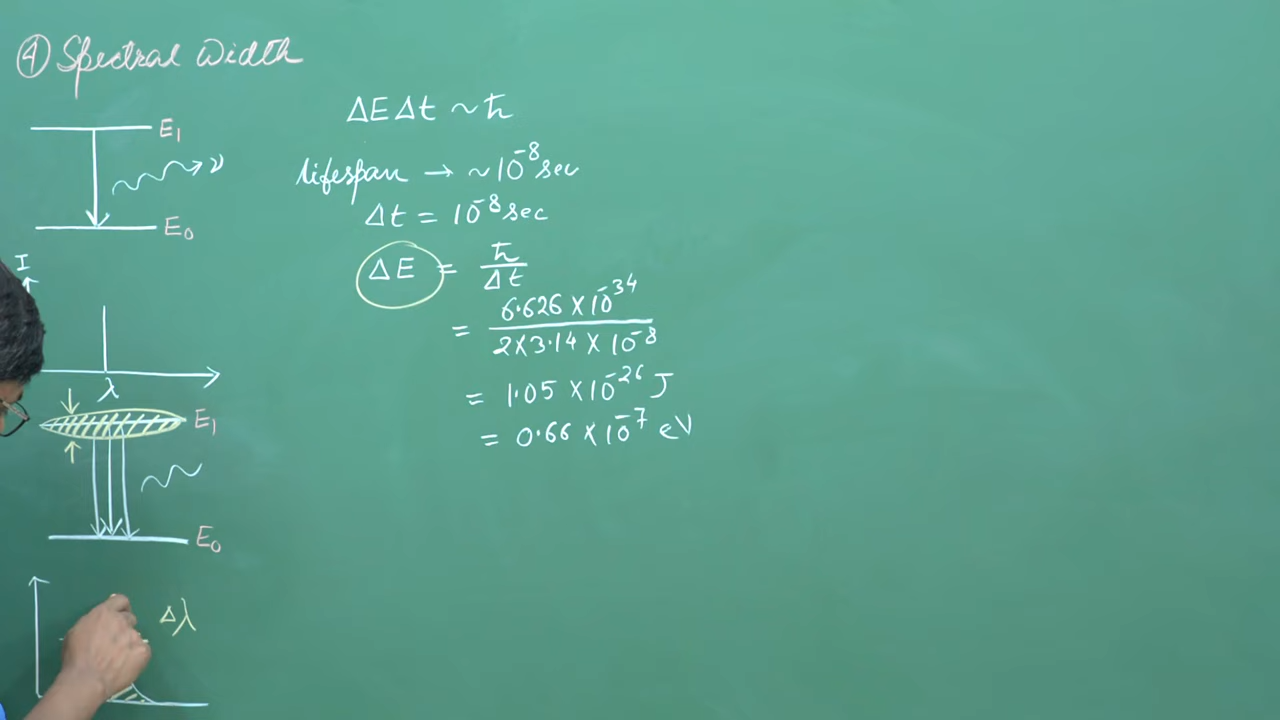 ④ Spectral Width
ΔEΔt ~ ħ
E₁
ν
lifespan → ~10⁻⁸ sec
Δt = 10⁻⁸ sec
E₀
I
ΔE = ħ/Δt
= 6.626 × 10⁻³⁴ / 2×3.14 × 10⁻⁸
λ
= 1.05 × 10⁻²⁶ J
E₁
= 0.66 × 10⁻⁷ eV
E₀
Δλ